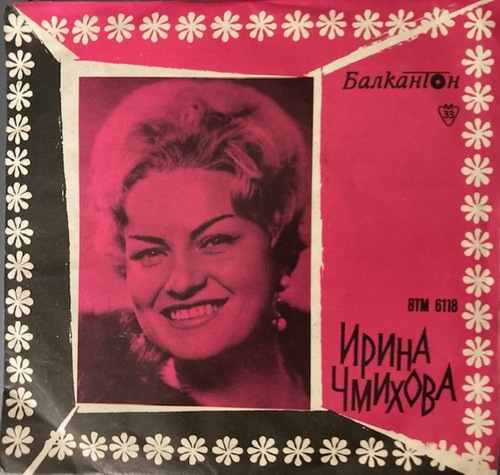 Балкантон
M
33
ВТМ 6118
ИРИНА
ЧМИХОВА